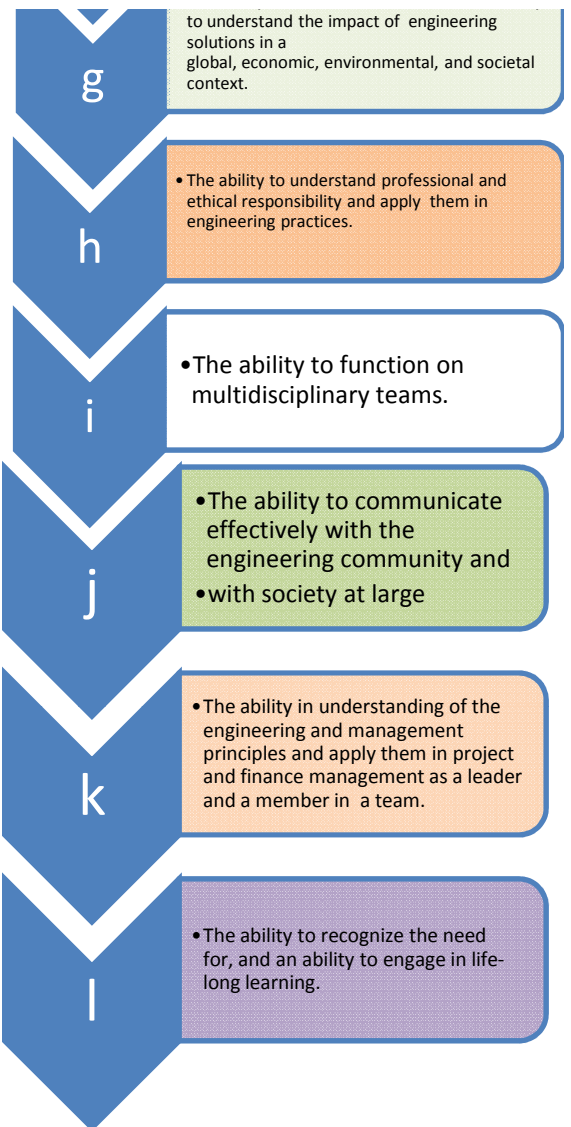 to understand the impact of engineering
solutions in a
global, economic, environmental, and societal
context.
g
• The ability to understand professional and
ethical responsibility and apply them in
engineering practices.
h
•The ability to function on
multidisciplinary teams.
i
•The ability to communicate
effectively with the
engineering community and
•with society at large
j
•The ability in understanding of the
engineering and management
principles and apply them in project
and finance management as a leader
and a member in a team.
k
•The ability to recognize the need
for, and an ability to engage in life-
long learning.
l